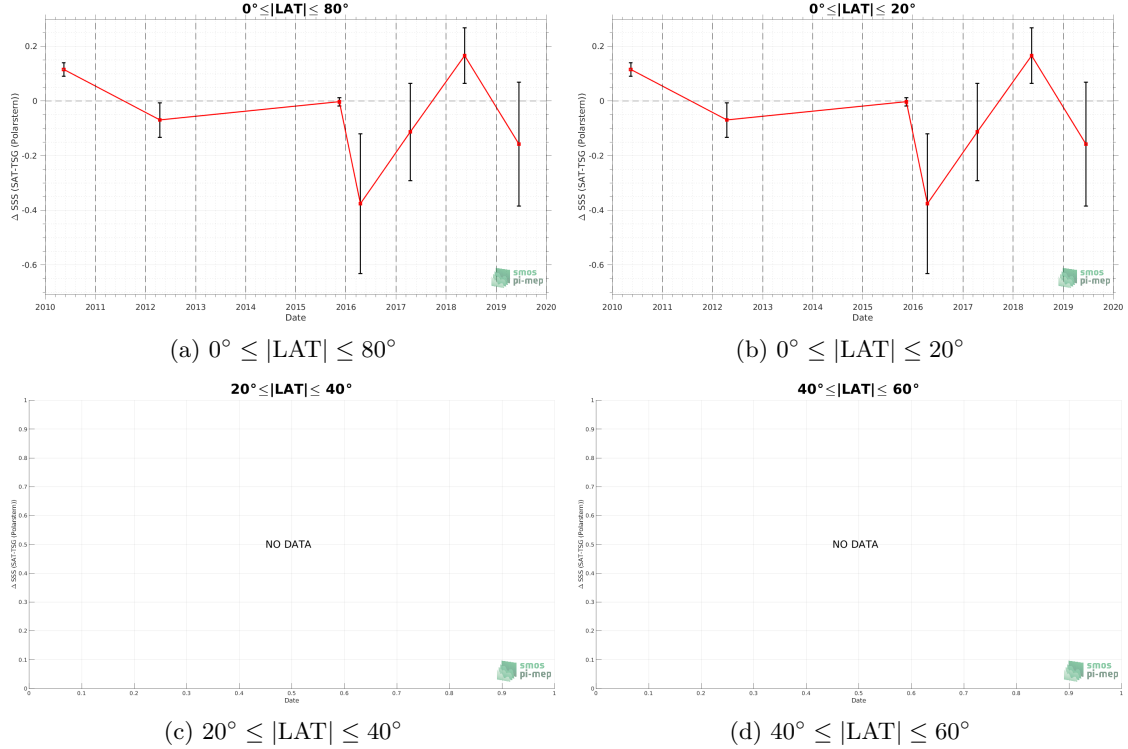 0°≤|LAT|≤ 80°
0.2
0
-0.2
-0.4
-0.6
Δ SSS (SAT-TSG (Polarstern))
2010 2011 2012 2013 2014 2015 2016 2017 2018 2019 2020
Date
smos
pi-mep
(a) 0° ≤ |LAT| ≤ 80°
0°≤|LAT|≤ 20°
0.2
0
-0.2
-0.4
-0.6
Δ SSS (SAT-TSG (Polarstern))
2010 2011 2012 2013 2014 2015 2016 2017 2018 2019 2020
Date
smos
pi-mep
(b) 0° ≤ |LAT| ≤ 20°
20°≤|LAT|≤ 40°
1
0.9
0.8
0.7
0.6
0.5
0.4
0.3
0.2
0.1
0
Δ SSS (SAT-TSG (Polarstern))
NO DATA
0 0.1 0.2 0.3 0.4 0.5 0.6 0.7 0.8 0.9 1
Date
smos
pi-mep
(c) 20° ≤ |LAT| ≤ 40°
40°≤|LAT|≤ 60°
1
0.9
0.8
0.7
0.6
0.5
0.4
0.3
0.2
0.1
0
Δ SSS (SAT-TSG (Polarstern))
NO DATA
0 0.1 0.2 0.3 0.4 0.5 0.6 0.7 0.8 0.9 1
Date
smos
pi-mep
(d) 40° ≤ |LAT| ≤ 60°